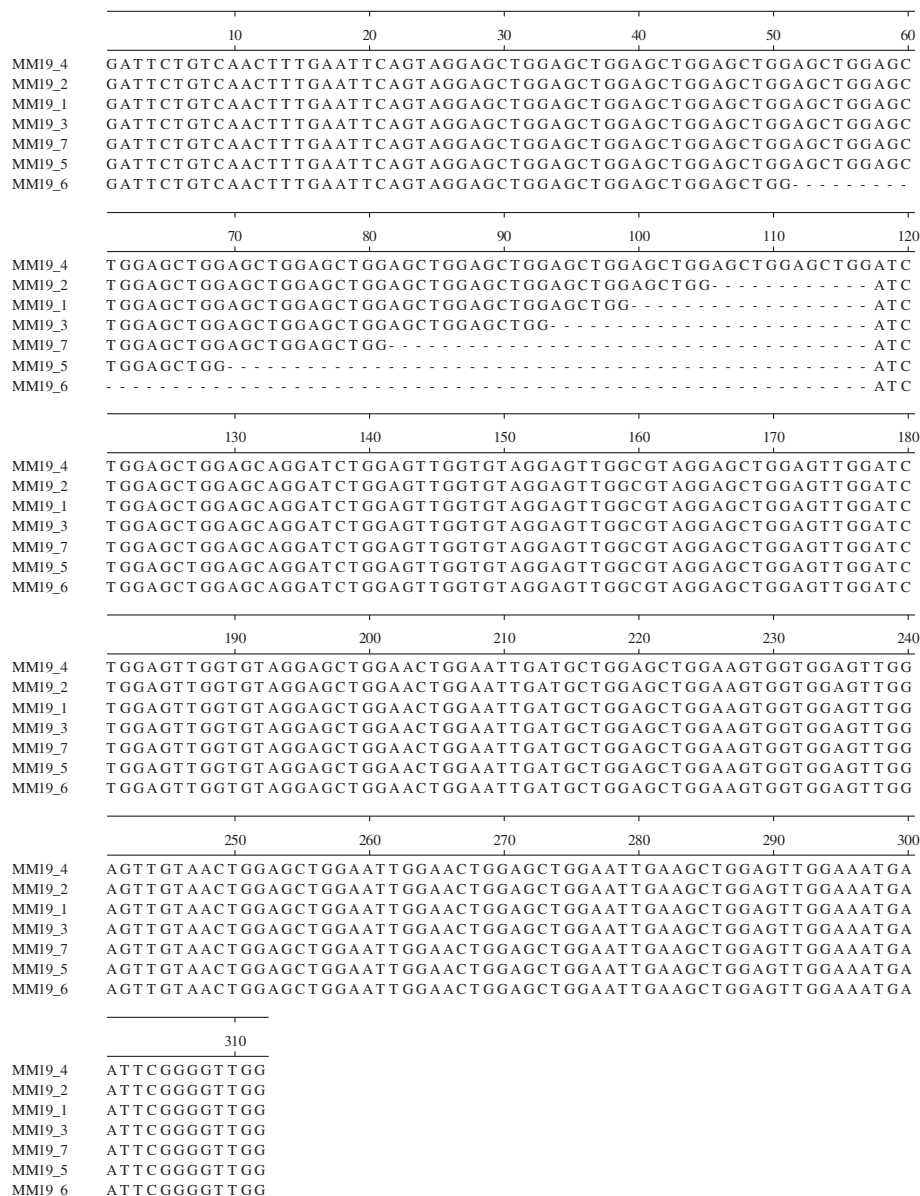 10 20 30 40 50 60
MM19_4 GATTCTGTCAACTTTGAATTCAGTAGGAGCTGGAGCTGGAGCTGGAGCTGGAGCTGGAGC
MM19_2 GATTCTGTCAACTTTGAATTCAGTAGGAGCTGGAGCTGGAGCTGGAGCTGGAGCTGGAGC
MM19_1 GATTCTGTCAACTTTGAATTCAGTAGGAGCTGGAGCTGGAGCTGGAGCTGGAGCTGGAGC
MM19_3 GATTCTGTCAACTTTGAATTCAGTAGGAGCTGGAGCTGGAGCTGGAGCTGGAGCTGGAGC
MM19_7 GATTCTGTCAACTTTGAATTCAGTAGGAGCTGGAGCTGGAGCTGGAGCTGGAGCTGGAGC
MM19_5 GATTCTGTCAACTTTGAATTCAGTAGGAGCTGGAGCTGGAGCTGGAGCTGGAGCTGGAGC
MM19_6 GATTCTGTCAACTTTGAATTCAGTAGGAGCTGGAGCTGGAGCTGGAGCTGG---------
70 80 90 100 110 120
MM19_4 TGGAGCTGGAGCTGGAGCTGGAGCTGGAGCTGGAGCTGGAGCTGGAGCTGGAGCTGGATC
MM19_2 TGGAGCTGGAGCTGGAGCTGGAGCTGGAGCTGGAGCTGGAGCTGG------------ATC
MM19_1 TGGAGCTGGAGCTGGAGCTGGAGCTGGAGCTGGAGCTGG------------------ATC
MM19_3 TGGAGCTGGAGCTGGAGCTGGAGCTGGAGCTGG------------------------ATC
MM19_7 TGGAGCTGGAGCTGGAGCTGG------------------------------------ATC
MM19_5 TGGAGCTGG------------------------------------------------ATC
MM19_6 ---------------------------------------------------------ATC
130 140 150 160 170 180
MM19_4 TGGAGCTGGAGCAGGATCTGGAGTTGGTGTAGGAGTTGGCGTAGGAGCTGGAGTTGGATC
MM19_2 TGGAGCTGGAGCAGGATCTGGAGTTGGTGTAGGAGTTGGCGTAGGAGCTGGAGTTGGATC
MM19_1 TGGAGCTGGAGCAGGATCTGGAGTTGGTGTAGGAGTTGGCGTAGGAGCTGGAGTTGGATC
MM19_3 TGGAGCTGGAGCAGGATCTGGAGTTGGTGTAGGAGTTGGCGTAGGAGCTGGAGTTGGATC
MM19_7 TGGAGCTGGAGCAGGATCTGGAGTTGGTGTAGGAGTTGGCGTAGGAGCTGGAGTTGGATC
MM19_5 TGGAGCTGGAGCAGGATCTGGAGTTGGTGTAGGAGTTGGCGTAGGAGCTGGAGTTGGATC
MM19_6 TGGAGCTGGAGCAGGATCTGGAGTTGGTGTAGGAGTTGGCGTAGGAGCTGGAGTTGGATC
190 200 210 220 230 240
MM19_4 TGGAGTTGGTGTAGGAGCTGGAACTGGAATTGATGCTGGAGCTGGAAGTGGTGGAGTTGG
MM19_2 TGGAGTTGGTGTAGGAGCTGGAACTGGAATTGATGCTGGAGCTGGAAGTGGTGGAGTTGG
MM19_1 TGGAGTTGGTGTAGGAGCTGGAACTGGAATTGATGCTGGAGCTGGAAGTGGTGGAGTTGG
MM19_3 TGGAGTTGGTGTAGGAGCTGGAACTGGAATTGATGCTGGAGCTGGAAGTGGTGGAGTTGG
MM19_7 TGGAGTTGGTGTAGGAGCTGGAACTGGAATTGATGCTGGAGCTGGAAGTGGTGGAGTTGG
MM19_5 TGGAGTTGGTGTAGGAGCTGGAACTGGAATTGATGCTGGAGCTGGAAGTGGTGGAGTTGG
MM19_6 TGGAGTTGGTGTAGGAGCTGGAACTGGAATTGATGCTGGAGCTGGAAGTGGTGGAGTTGG
250 260 270 280 290 300
MM19_4 AGTTGTAACTGGAGCTGGAATTGGAACTGGAGCTGGAATTGAAGCTGGAGTTGGAAATGA
MM19_2 AGTTGTAACTGGAGCTGGAATTGGAACTGGAGCTGGAATTGAAGCTGGAGTTGGAAATGA
MM19_1 AGTTGTAACTGGAGCTGGAATTGGAACTGGAGCTGGAATTGAAGCTGGAGTTGGAAATGA
MM19_3 AGTTGTAACTGGAGCTGGAATTGGAACTGGAGCTGGAATTGAAGCTGGAGTTGGAAATGA
MM19_7 AGTTGTAACTGGAGCTGGAATTGGAACTGGAGCTGGAATTGAAGCTGGAGTTGGAAATGA
MM19_5 AGTTGTAACTGGAGCTGGAATTGGAACTGGAGCTGGAATTGAAGCTGGAGTTGGAAATGA
MM19_6 AGTTGTAACTGGAGCTGGAATTGGAACTGGAGCTGGAATTGAAGCTGGAGTTGGAAATGA
310
MM19_4 ATTCGGGGTTGG
MM19_2 ATTCGGGGTTGG
MM19_1 ATTCGGGGTTGG
MM19_3 ATTCGGGGTTGG
MM19_7 ATTCGGGGTTGG
MM19_5 ATTCGGGGTTGG
MM19_6 ATTCGGGGTTGG